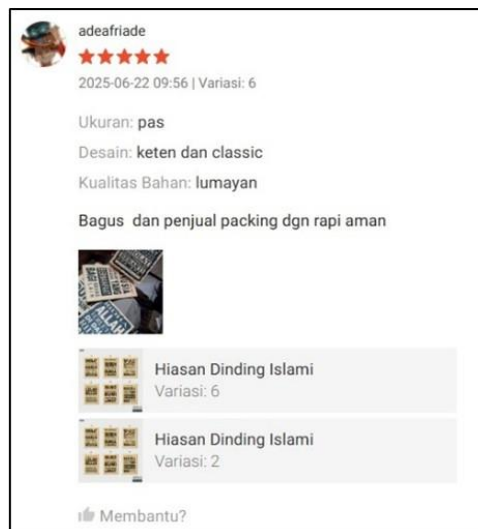 adeafriade
2025-06-22 09:56 | Variasi: 6
Ukuran: pas
Desain: keten dan classic
Kualitas Bahan: lumayan
Bagus dan penjual packing dgn rapi aman
ALLAH
Hiasan Dinding Islami
Variasi: 6
Hiasan Dinding Islami
Variasi: 2
Membantu?